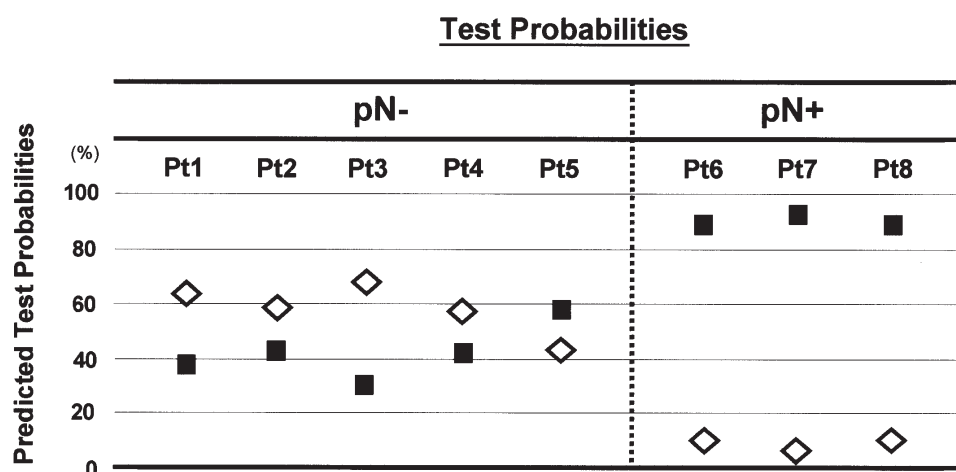 Test Probabilities
pN- pN+
(%) Pt1 Pt2 Pt3 Pt4 Pt5 Pt6 Pt7 Pt8
100
80
60
40
20
0
Predicted Test Probabilities